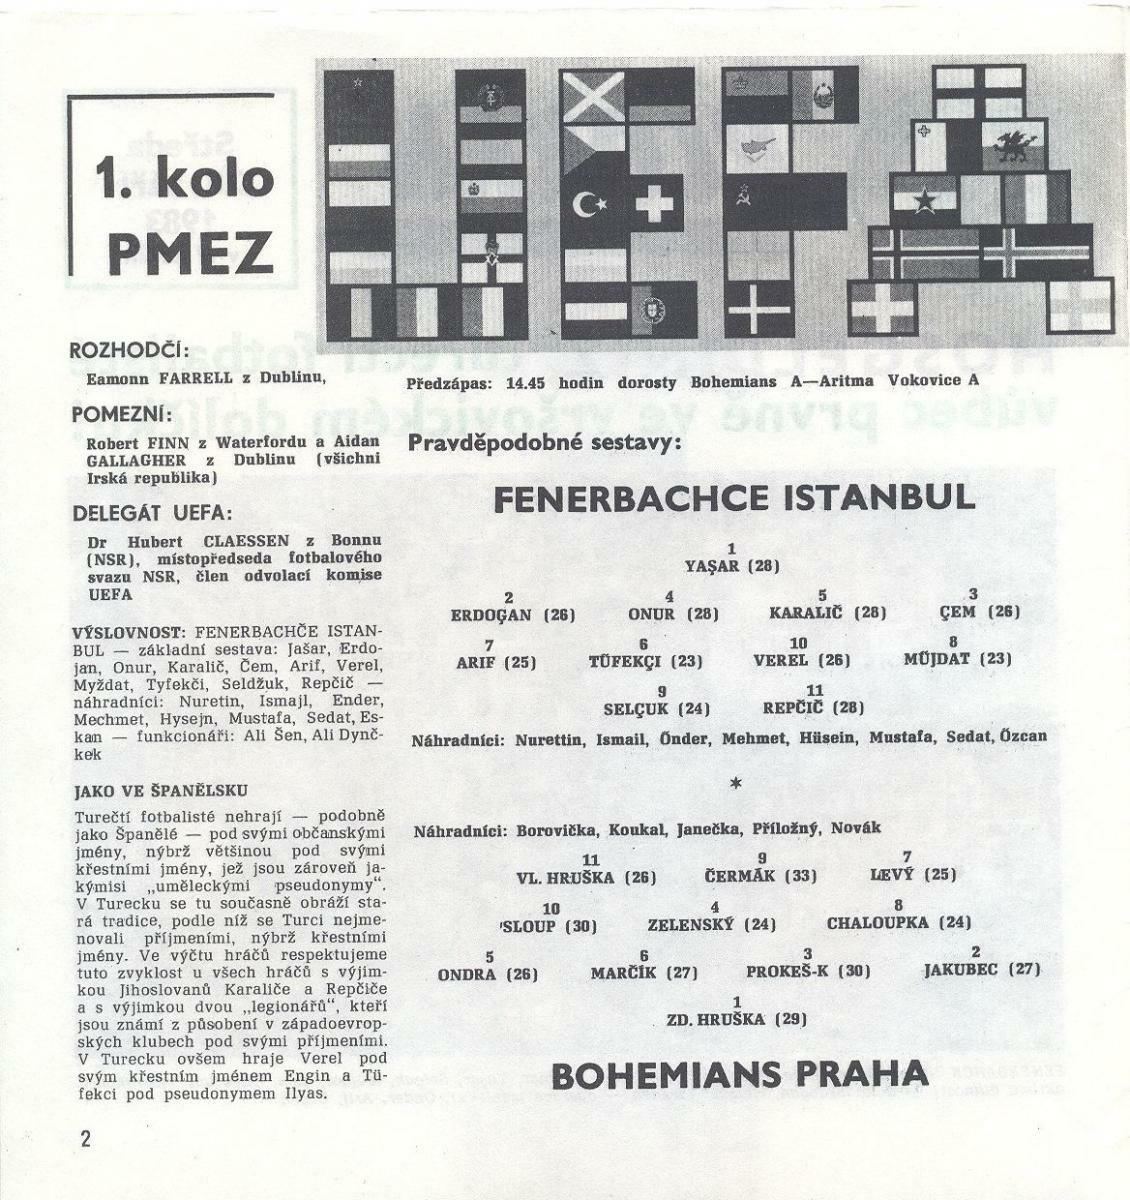 1. kolo
PMEZ
ROZHODČÍ:
Eamonn FARRELL z Dublinu,
POMEZNÍ:
Robert FINN z Waterfordu a Aidan
GALLAGHER z Dublinu (všichni
Irská republika)
DELEGÁT UEFA:
Dr Hubert CLAESSEN z Bonnu
(NSR), místopředseda fotbalového
svazu NSR, člen odvolací komise
UEFA
VÝSLOVNOST: FENERBACHČE ISTAN-
BUL — základní sestava: Jašar, Erdo-
jan, Onur, Karalič, Čem, Arif, Verel,
Myždat, Tyfekči, Seldžuk, Repčič —
náhradníci: Nuretin, Ismajl, Ender,
Mechmet, Hysejn, Mustafa, Sedat, Es-
kan — funkcionáři: Ali Šen, Ali Dynč-
kek
JAKO VE ŠPANĚLSKU
Turečtí fotbalisté nehrají — podobně
jako Španělé — pod svými občanskými
jmény, nýbrž většinou pod svými
křestními jmény, jež jsou zároveň ja-
kýmisi „uměleckými pseudonymy“.
V Turecku se tu současně obráží sta-
rá tradice, podle níž se Turci nejme-
novali příjmeními, nýbrž křestními
jmény. Ve výčtu hráčů respektujeme
tuto zvyklost u všech hráčů s výjim-
kou Jihoslovanů Karaliče a Repčiče
a s výjimkou dvou „legionářů“, kteří
jsou známí z působení v západoevrop-
ských klubech pod svými příjmeními.
V Turecku ovšem hraje Verel pod
svým křestním jménem Engin a Tü-
fekci pod pseudonymem Ilyas.
2
Předzápas: 14.45 hodin dorosty Bohemians A—Aritma Vokovice A
Pravděpodobné sestavy:
FENERBACHCE ISTANBUL
1
YAŞAR (28)
2 4 5 3
ERDOĢAN (26) ONUR (28) KARALIČ (28) ÇEM (26)
7 6 10 8
ARIF (25) TÜFEKÇI (23) VEREL (26) MÜJDAT (23)
9 11
SELÇUK (24) REPČIČ (28)
Náhradníci: Nurettin, Ismail, Önder, Mehmet, Hüsein, Mustafa, Sedat, Özcan
*
Náhradníci: Borovička, Koukal, Janečka, Příložný, Novák
11 9 7
VL. HRUŠKA (26) ČERMÁK (33) LEVÝ (25)
10 4 8
SLOUP (30) ZELENSKÝ (24) CHALOUPKA (24)
5 6 3 2
ONDRA (26) MARČÍK (27) PROKEŠ-K (30) JAKUBEC (27)
1
ZD. HRUŠKA (29)
BOHEMIANS PRAHA